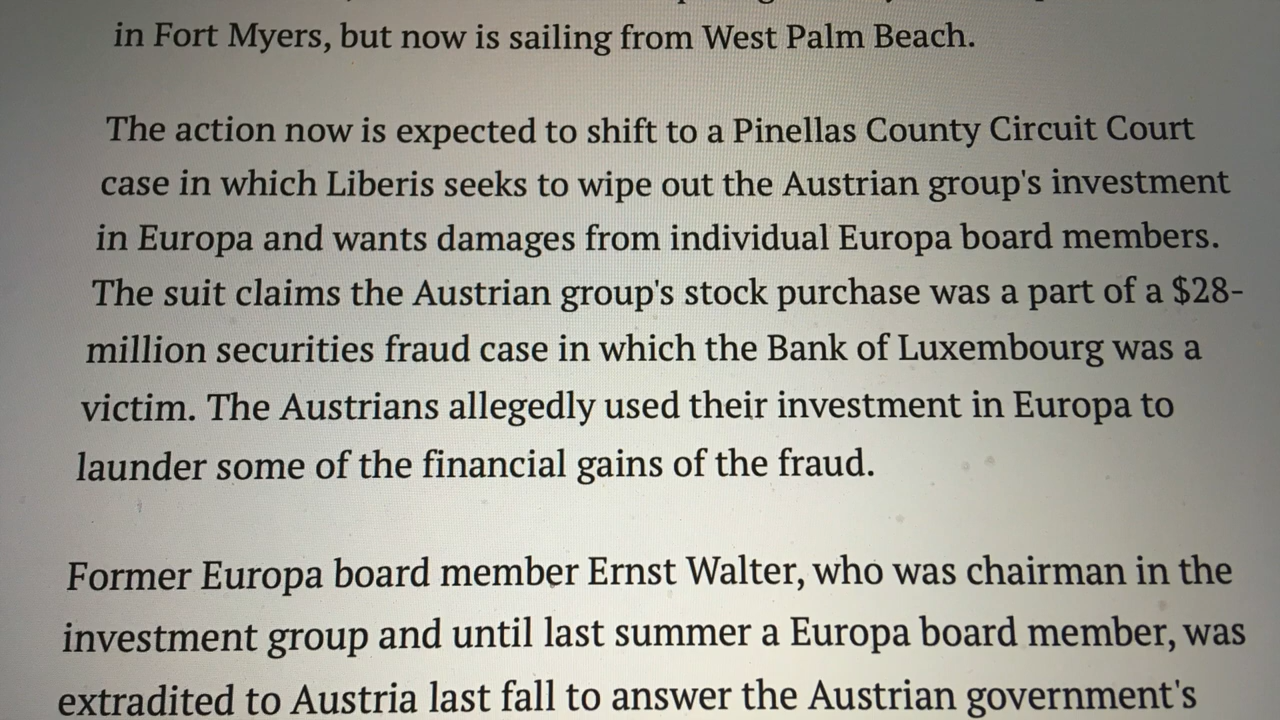 in Fort Myers, but now is sailing from West Palm Beach.
The action now is expected to shift to a Pinellas County Circuit Court
case in which Liberis seeks to wipe out the Austrian group's investment
in Europa and wants damages from individual Europa board members.
The suit claims the Austrian group's stock purchase was a part of a $28-
million securities fraud case in which the Bank of Luxembourg was a
victim. The Austrians allegedly used their investment in Europa to
launder some of the financial gains of the fraud.
Former Europa board member Ernst Walter, who was chairman in the
investment group and until last summer a Europa board member, was
extradited to Austria last fall to answer the Austrian government's